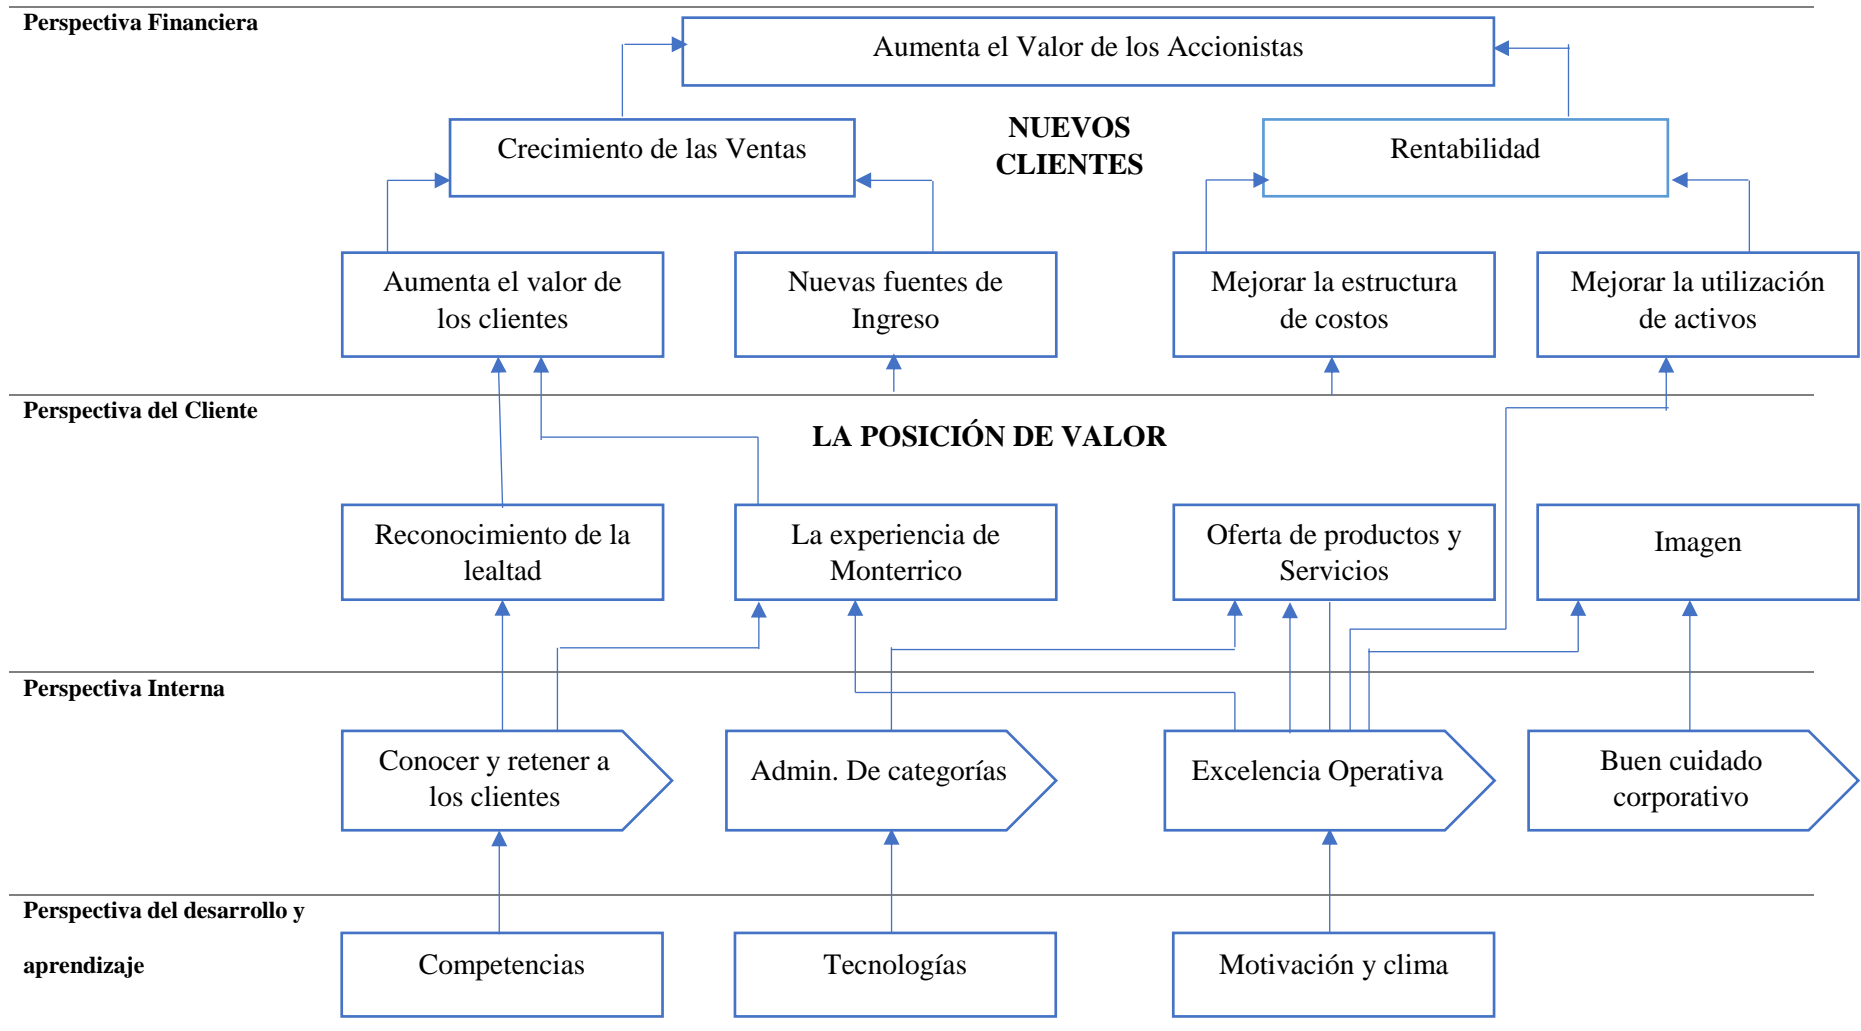 Perspectiva Financiera
Aumenta el Valor de los Accionistas
NUEVOS
CLIENTES
Crecimiento de las Ventas
Rentabilidad
Aumenta el valor de
los clientes
Nuevas fuentes de
Ingreso
Mejorar la estructura
de costos
Mejorar la utilización
de activos
Perspectiva del Cliente
LA POSICIÓN DE VALOR
Reconocimiento de la
lealtad
La experiencia de
Monterrico
Oferta de productos y
Servicios
Imagen
Perspectiva Interna
Conocer y retener a
los clientes
Admin. De categorías
Excelencia Operativa
Buen cuidado
corporativo
Perspectiva del desarrollo y
aprendizaje
Competencias
Tecnologías
Motivación y clima